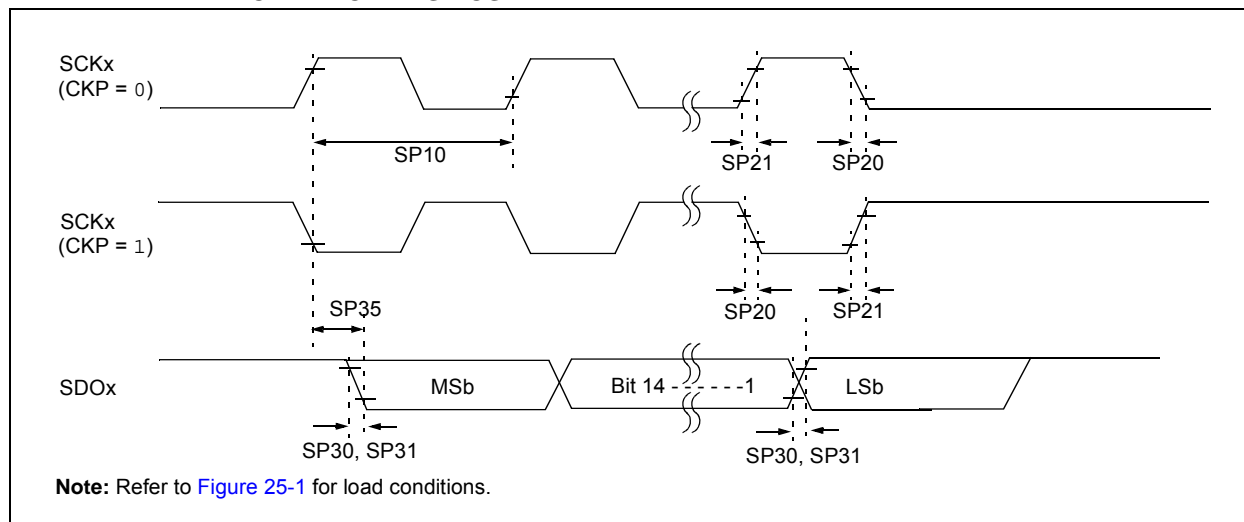 SCKx
(CKP = 0)
SP10
SP21
SP20
SCKx
(CKP = 1)
SP35
SP20
SP21
SDOx
MSb
Bit 14 - - - - - -1
LSb
SP30, SP31
SP30, SP31
Note: Refer to Figure 25-1 for load conditions.